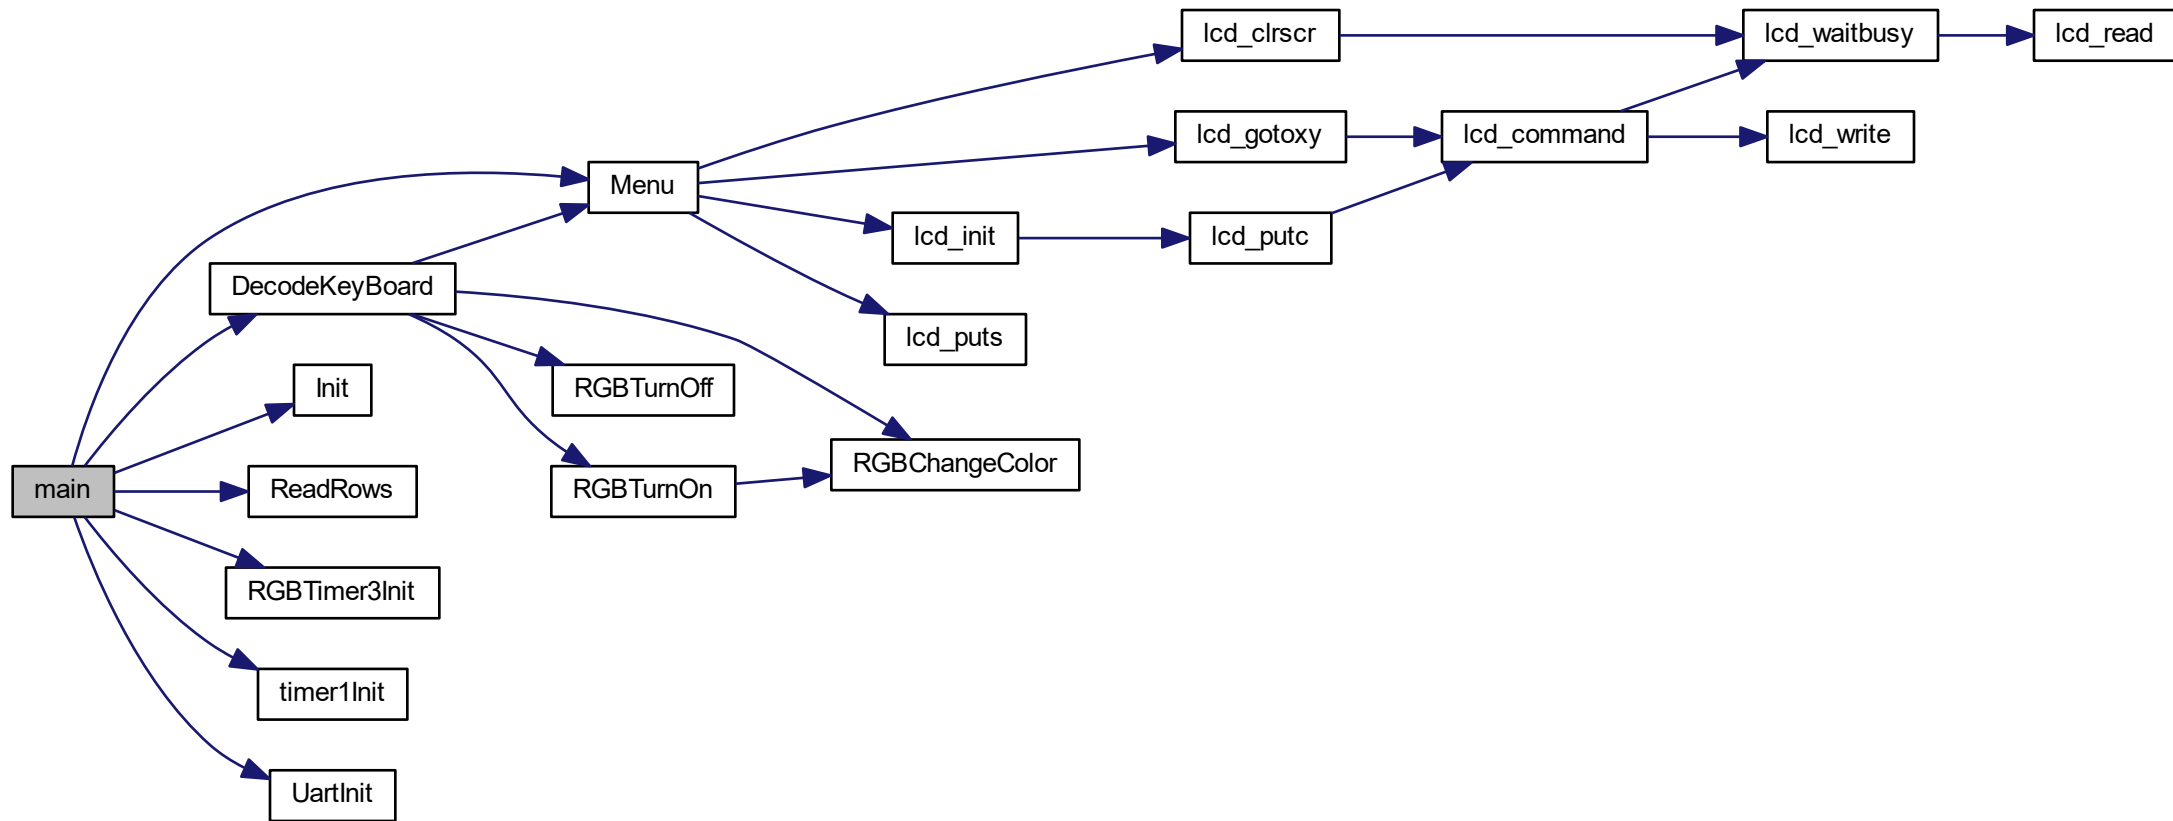 lcd_clrscr
lcd_waitbusy
lcd_read
lcd_gotoxy
lcd_command
lcd_write
Menu
lcd_init
lcd_putc
DecodeKeyBoard
lcd_puts
Init
RGBTurnOff
RGBChangeColor
main
ReadRows
RGBTurnOn
RGBTimer3Init
timer1Init
UartInit